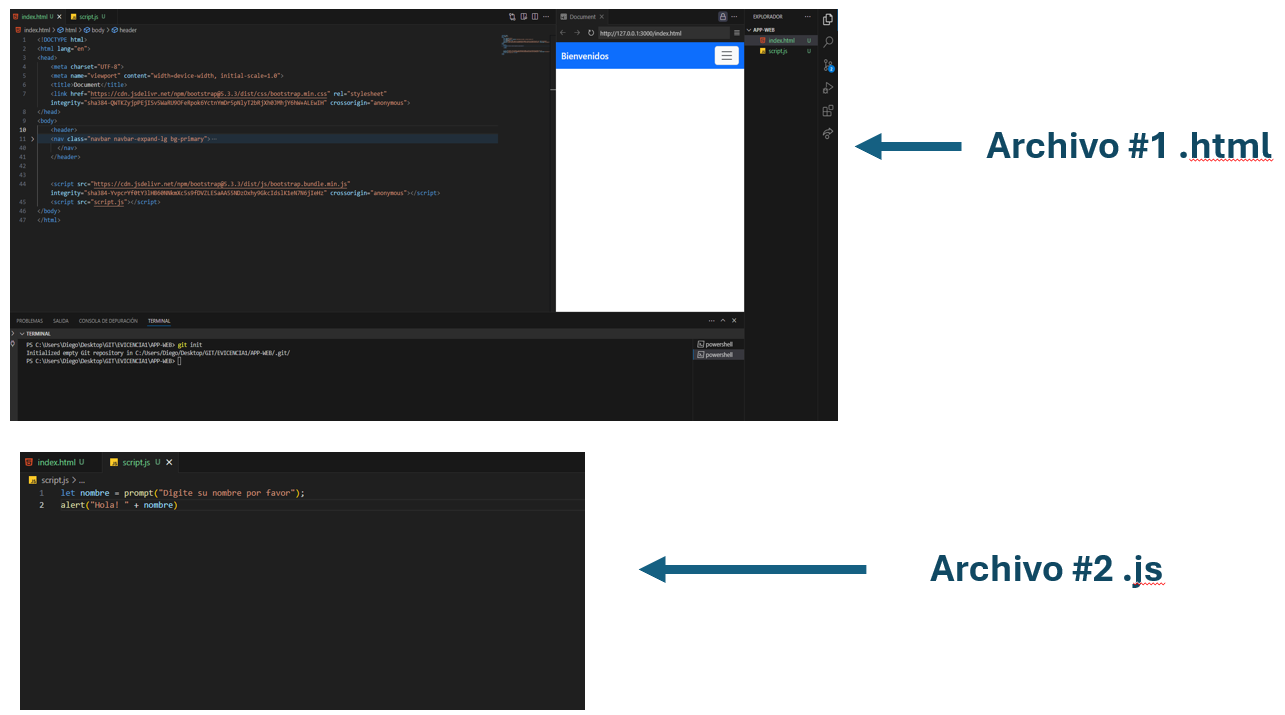 index.html U
script.js U
Document
EXPLORADOR
index.html > html > body > header
http://127.0.0.1:3000/index.html
APP-WEB
index.html U
script.js U
1 <!DOCTYPE html>
2 <html lang="en">
3 <head>
4 <meta charset="UTF-8">
5 <meta name="viewport" content="width=device-width, initial-scale=1.0">
6 <title>Document</title>
7 <link href="https://cdn.jsdelivr.net/npm/bootstrap@5.3.3/dist/css/bootstrap.min.css" rel="stylesheet"
crossorigin="anonymous">
8 </head>
9 <body>
10 <header>
11 <nav class="navbar navbar-expand-lg bg-primary">
40 </nav>
41 </header>
42
43
44 <script src="https://cdn.jsdelivr.net/npm/bootstrap@5.3.3/dist/js/bootstrap.bundle.min.js"
crossorigin="anonymous"></script>
45 <script src="script.js"></script>
46 </body>
47 </html>
Bienvenidos
PROBLEMAS SALIDA CONSOLA DE DEPURACIÓN TERMINAL
TERMINAL
PS C:\Users\Diego\Desktop\GIT\EVICENCIA1\APP-WEB> git init
Initialized empty Git repository in C:/Users/Diego/Desktop/GIT/EVICENCIA1/APP-WEB/.git/
PS C:\Users\Diego\Desktop\GIT\EVICENCIA1\APP-WEB>
powershell
powershell
Archivo #1 .html
index.html U
script.js U
script.js > ...
1 let nombre = prompt("Digite su nombre por favor");
2 alert("Hola! " + nombre)
Archivo #2 .js